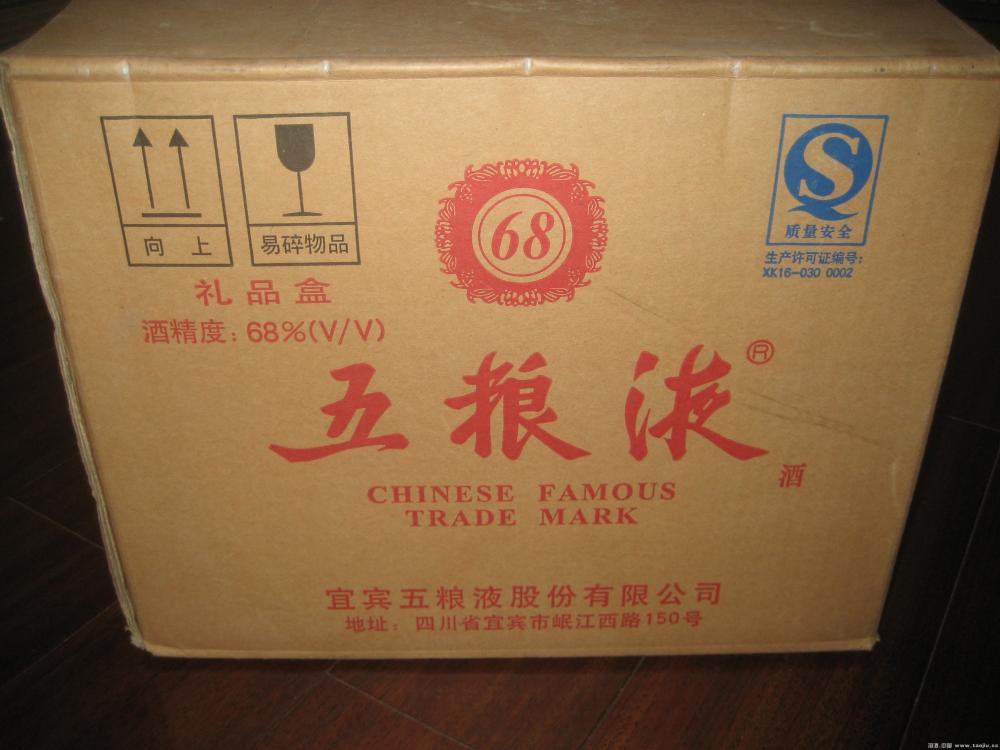 向 上
易碎物品
68
S
质量安全
生产许可证编号:
XK16-030 0002
礼品盒
酒精度: 68%(V/V)
五粮液®
酒
CHINESE FAMOUS
TRADE MARK
宜宾五粮液股份有限公司
地址: 四川省宜宾市岷江西路150号